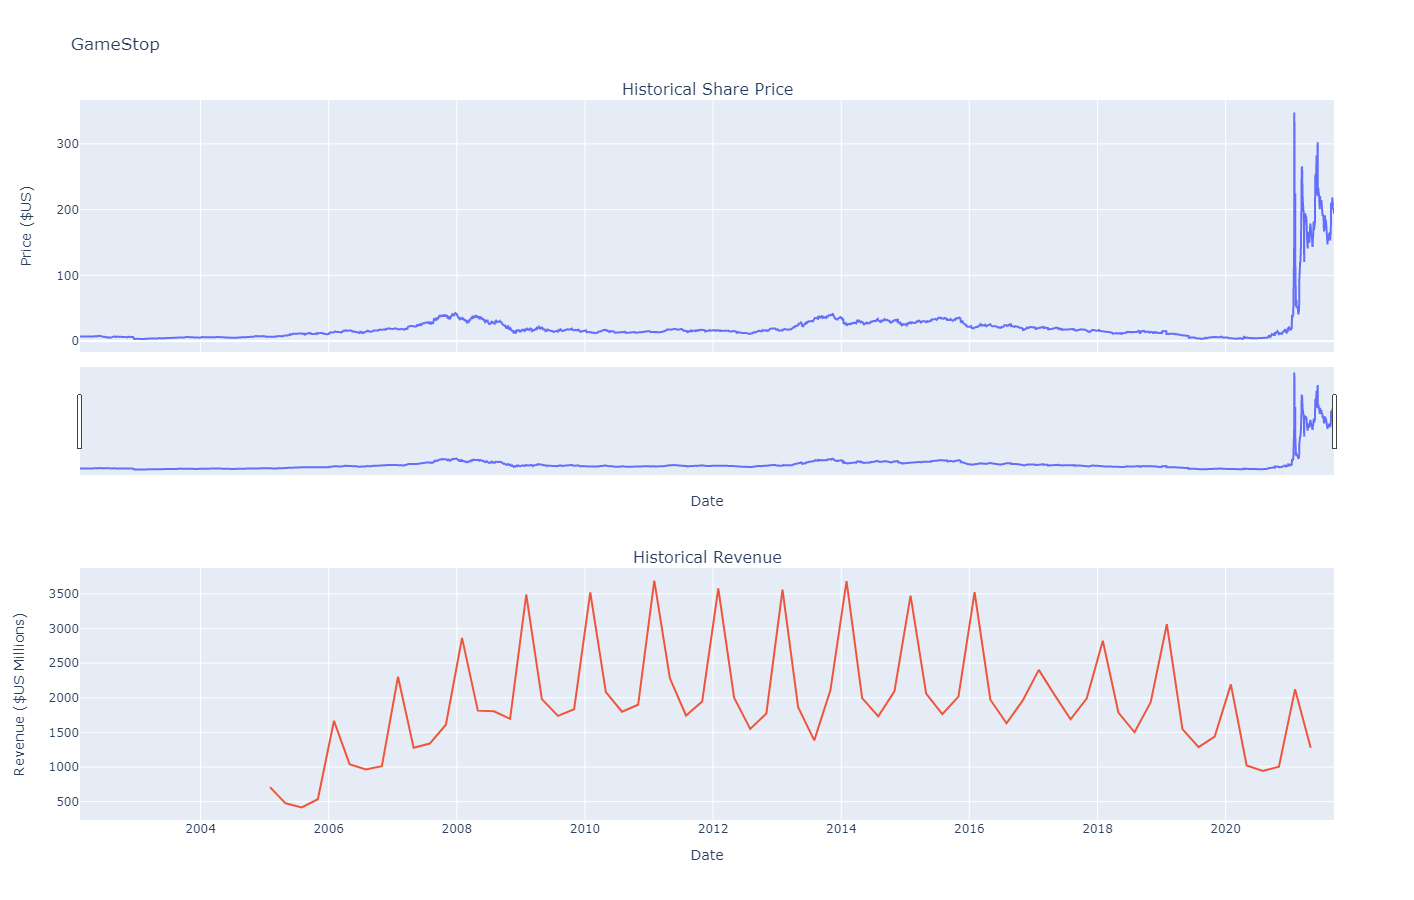 GameStop
Historical Share Price
Price ($US)
300
200
100
0
Date
Historical Revenue
Revenue ($US Millions)
3500
3000
2500
2000
1500
1000
500
2004 2006 2008 2010 2012 2014 2016 2018 2020
Date